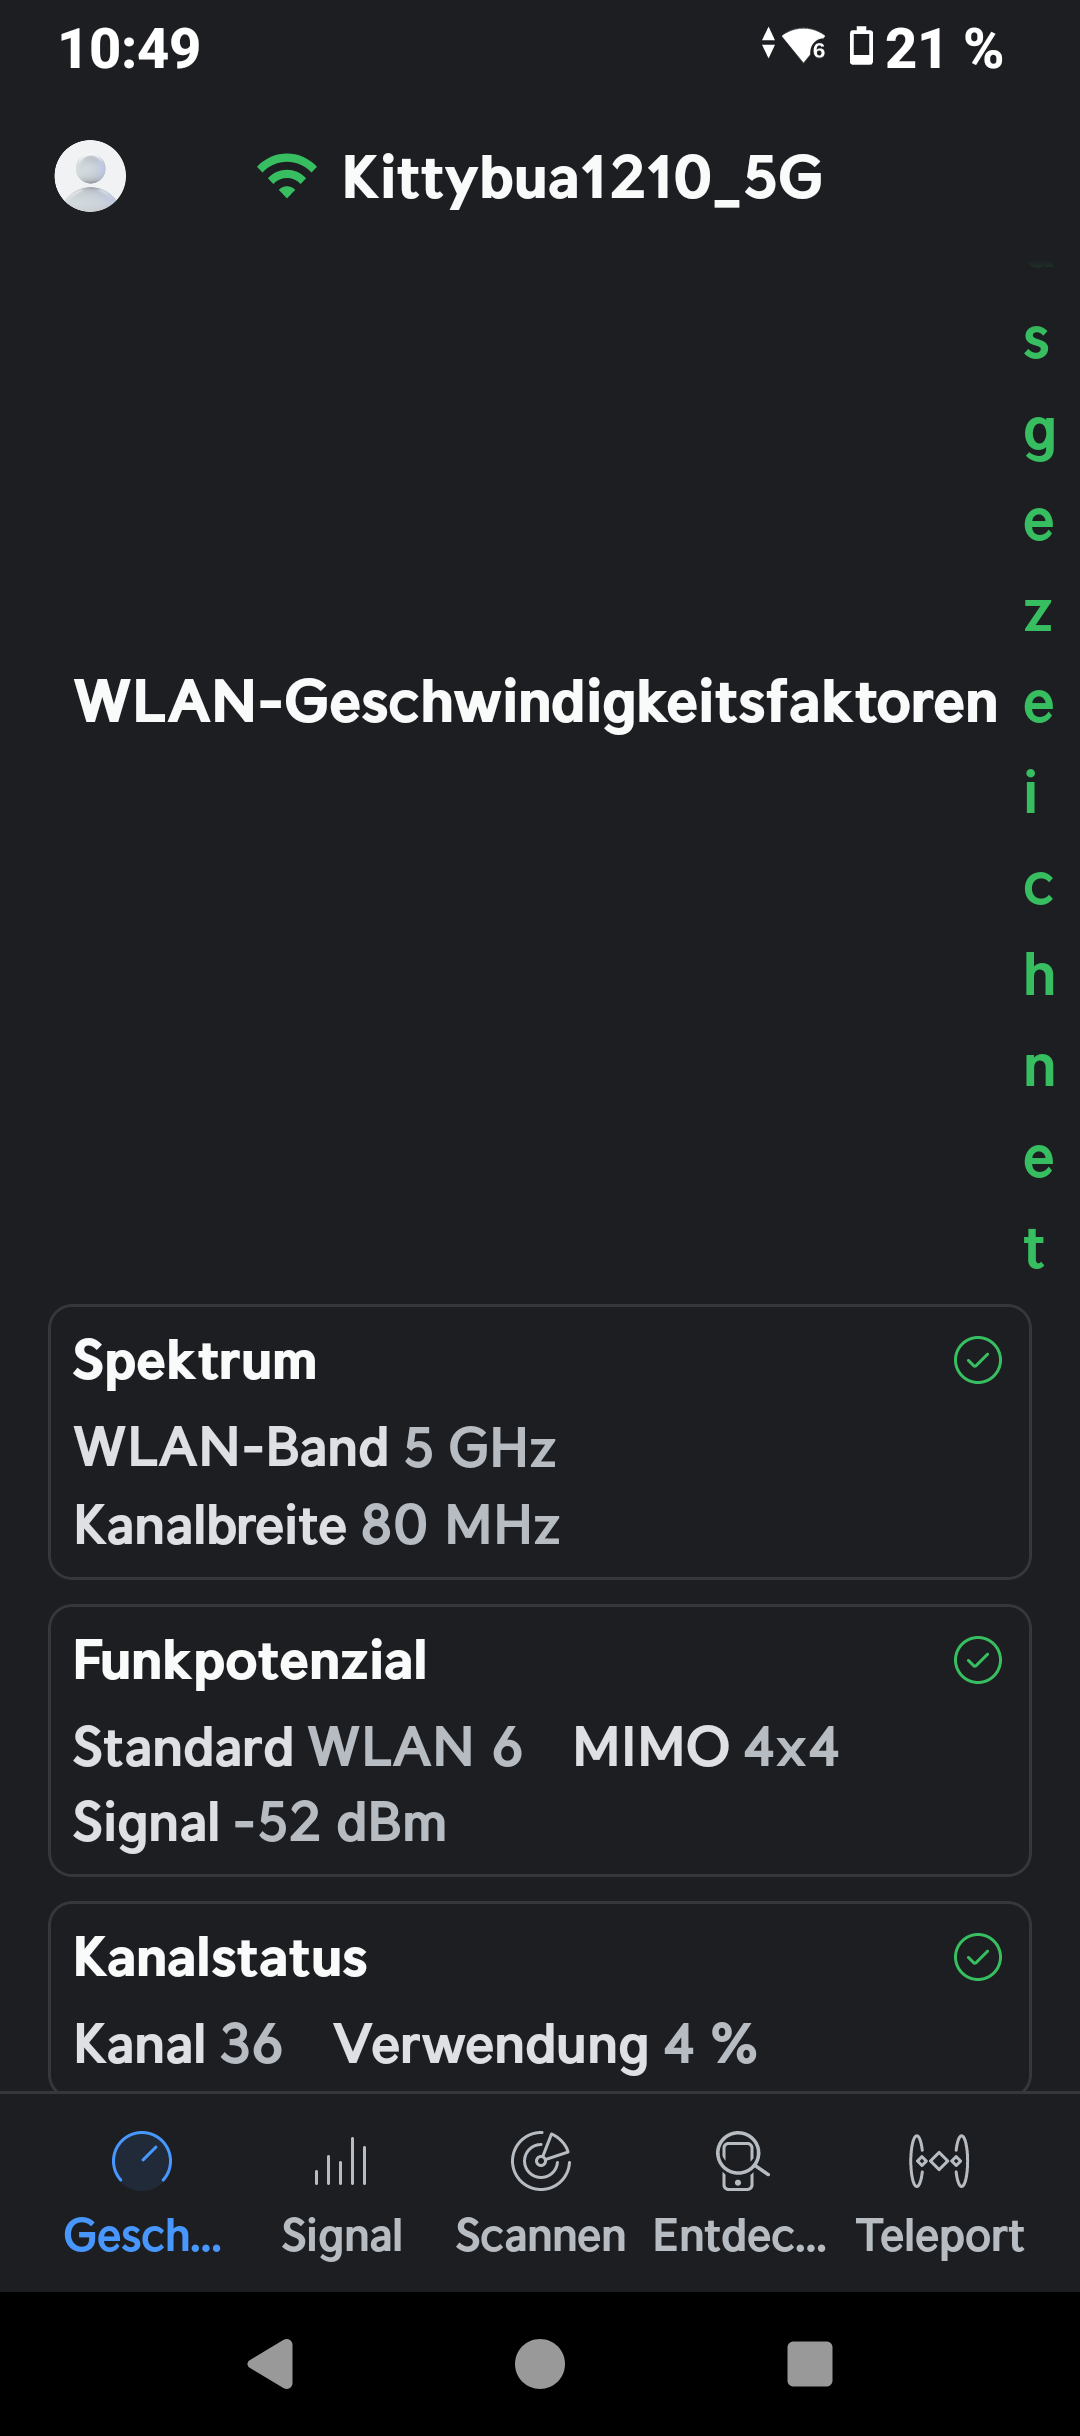 10:49
6
21 %
Kittybua1210_5G
s
g
e
z
WLAN-Geschwindigkeitsfaktoren e
i
c
h
n
e
t
Spektrum
WLAN-Band 5 GHz
Kanalbreite 80 MHz
Funkpotenzial
Standard WLAN 6 MIMO 4x4
Signal -52 dBm
Kanalstatus
Kanal 36 Verwendung 4 %
Gesch... Signal Scannen Entdec... Teleport